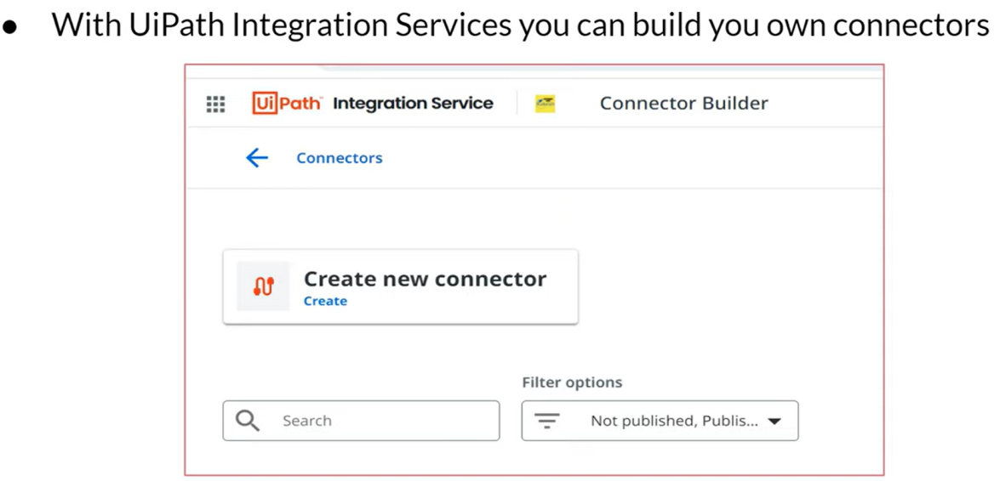 ● With UiPath Integration Services you can build you own connectors
UiPath Integration Service Connector Builder
Connectors
Create new connector
Create
Filter options
Search Not published, Publis...